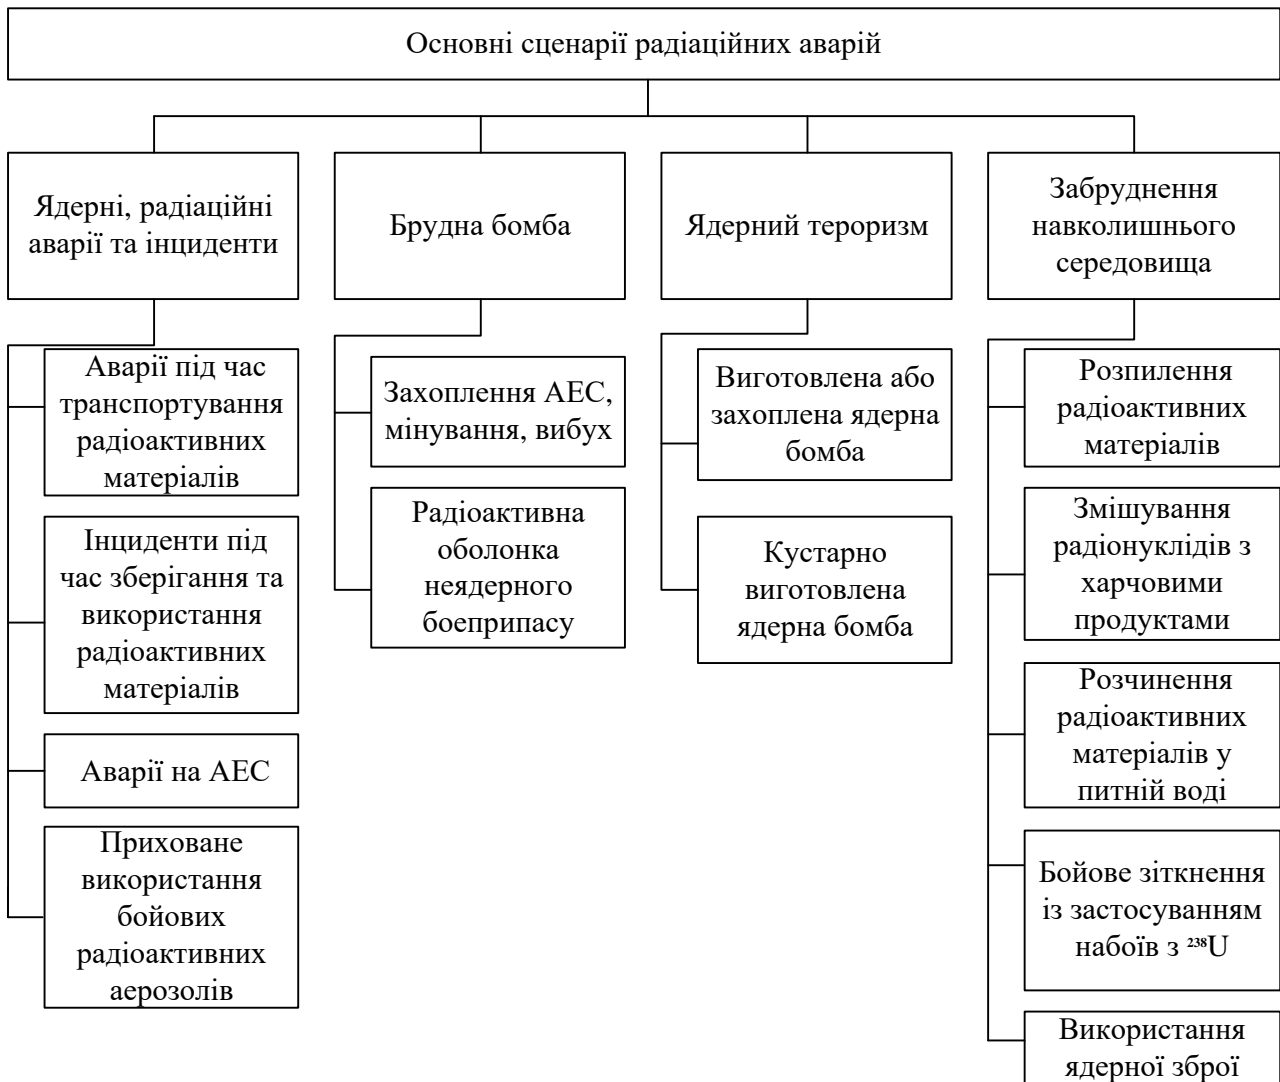 Основні сценарії радіаційних аварій
Ядерні, радіаційні
аварії та інциденти
Брудна бомба
Ядерний тероризм
Забруднення
навколишнього
середовища
Аварії під час
транспортування
радіоактивних
матеріалів
Інциденти під
час зберігання та
використання
радіоактивних
матеріалів
Аварії на АЕС
Приховане
використання
бойових
радіоактивних
аерозолів
Захоплення АЕС,
мінування, вибух
Радіоактивна
оболонка
неядерного
боеприпасу
Виготовлена або
захоплена ядерна
бомба
Кустарно
виготовлена
ядерна бомба
Розпилення
радіоактивних
матеріалів
Змішування
радіонуклідів з
харчовими
продуктами
Розчинення
радіоактивних
матеріалів у
питній воді
Бойове зіткнення
із застосуванням
набоїв з ²³⁸U
Використання
ядерної зброї